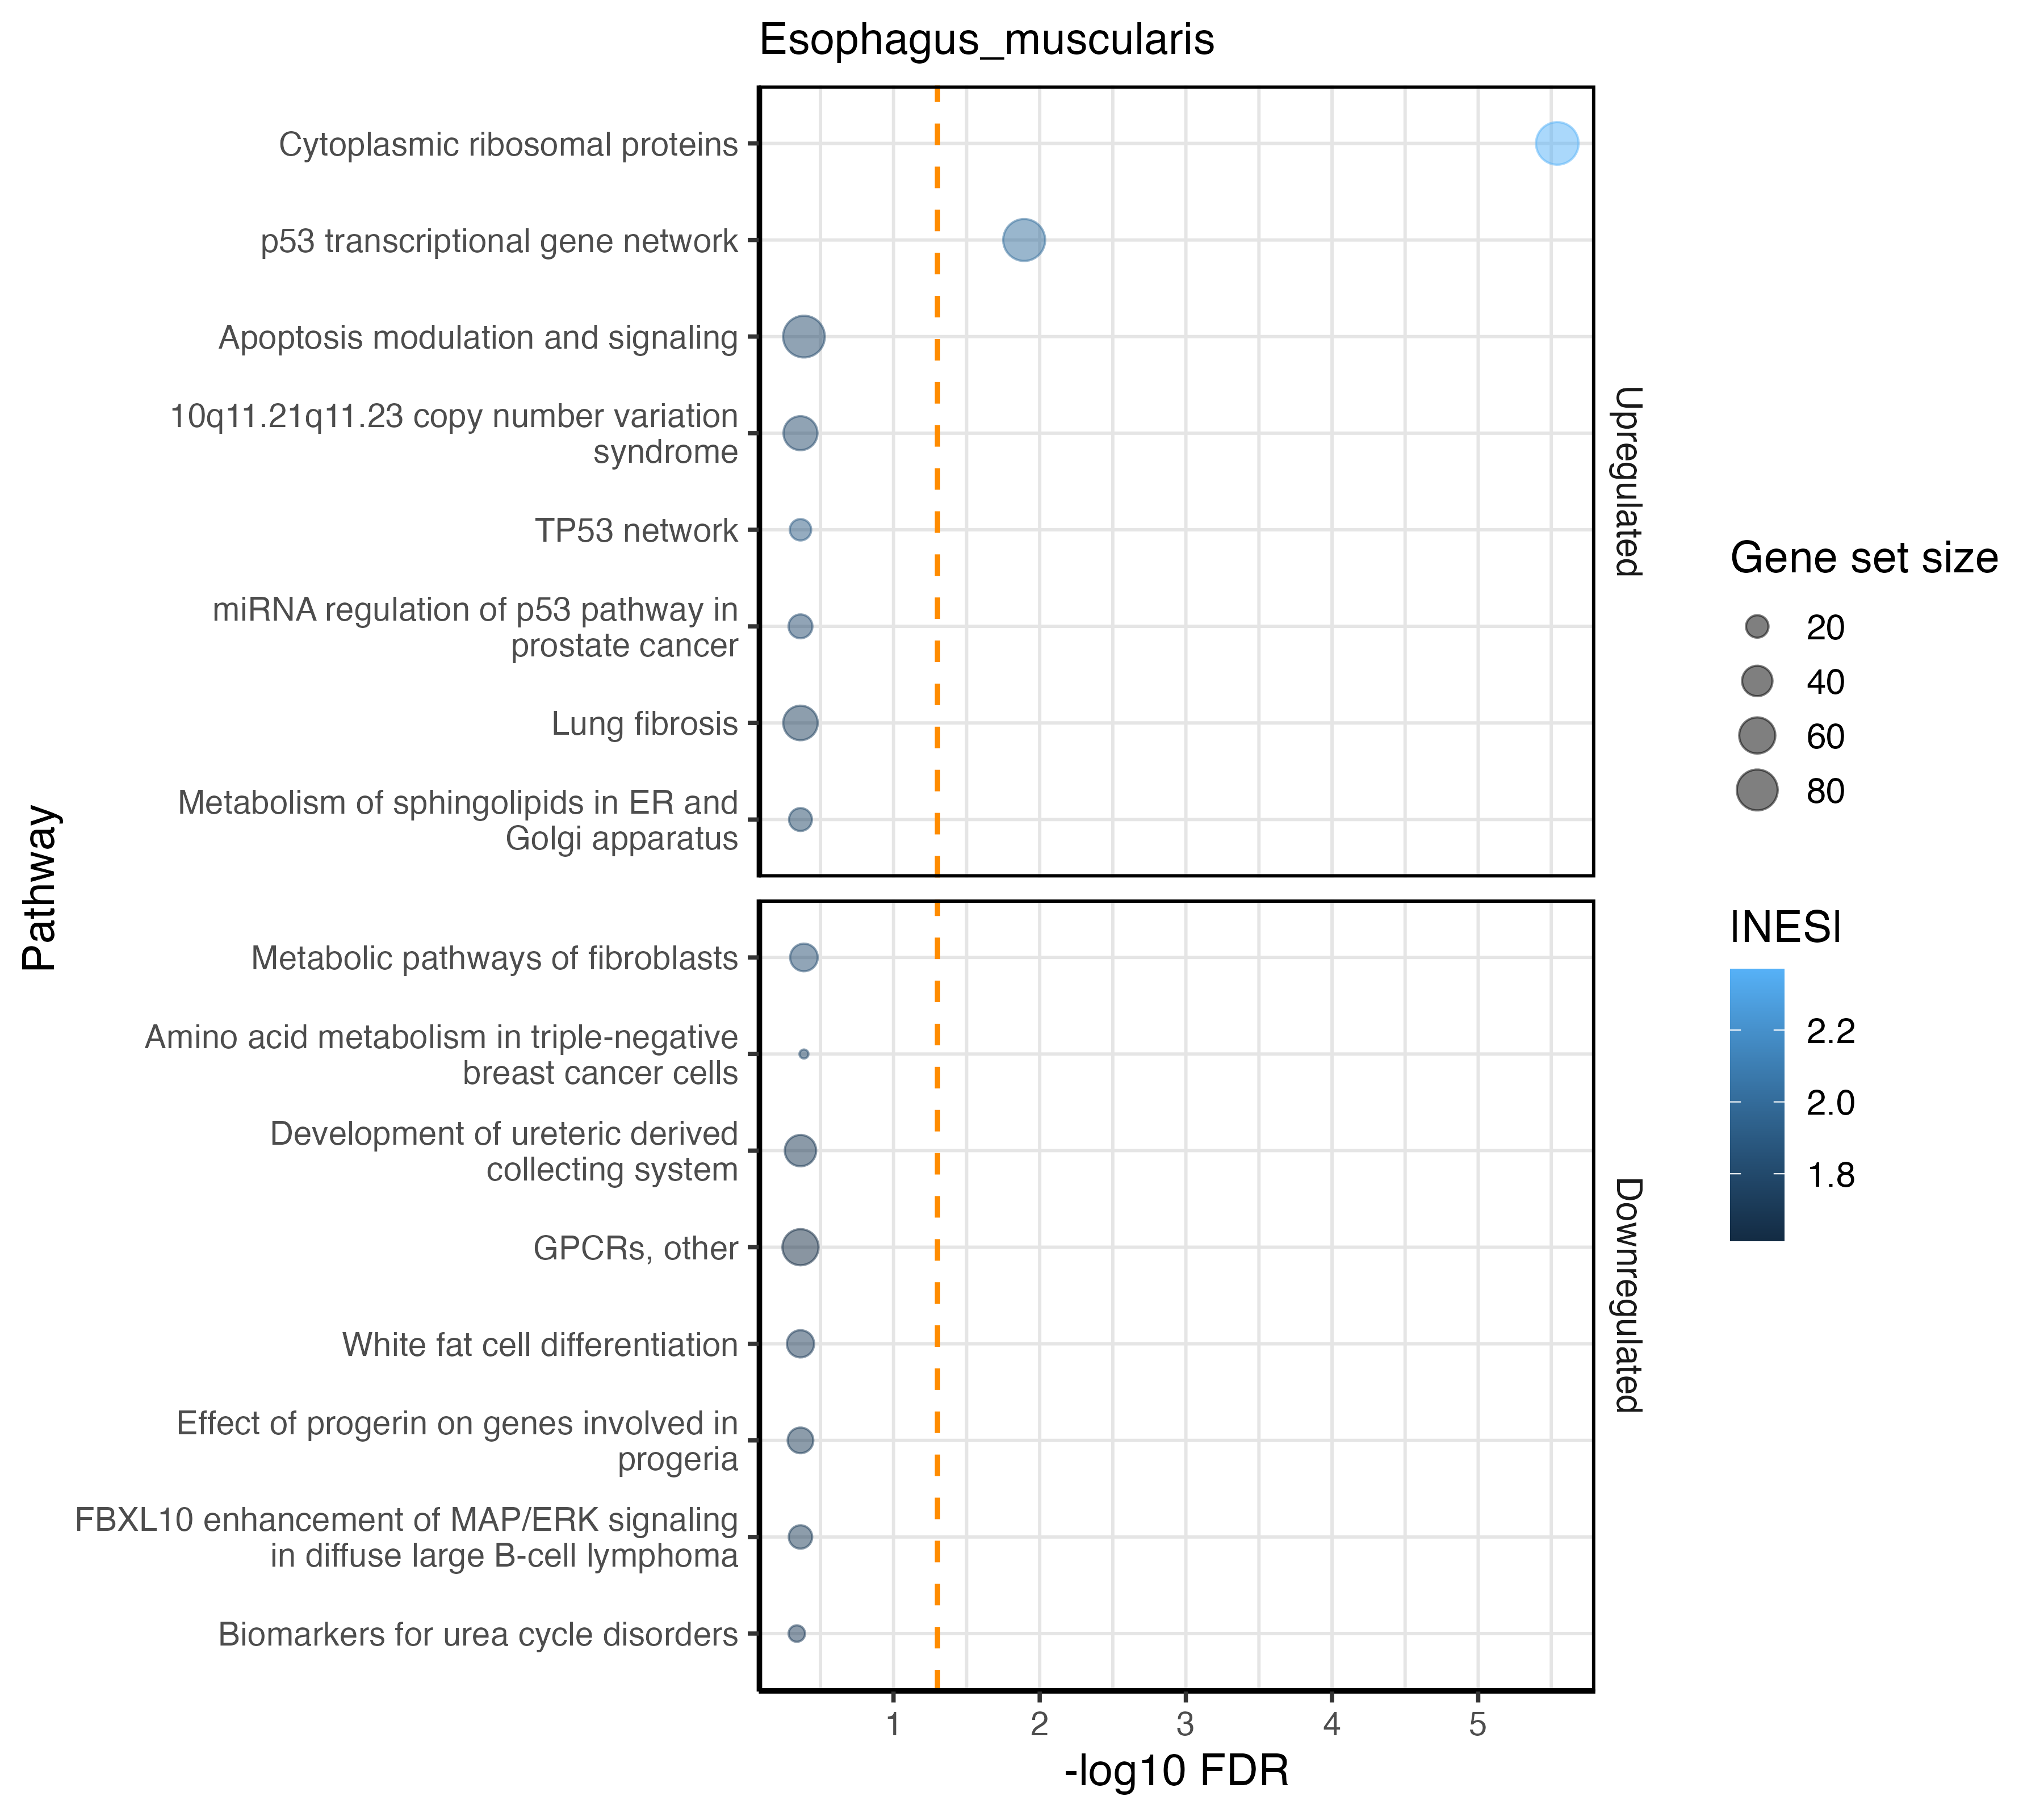 Esophagus_muscularis
Cytoplasmic ribosomal proteins
p53 transcriptional gene network
Apoptosis modulation and signaling
10q11.21q11.23 copy number variation
syndrome
TP53 network
miRNA regulation of p53 pathway in
prostate cancer
Lung fibrosis
Metabolism of sphingolipids in ER and
Golgi apparatus
Upregulated
Metabolic pathways of fibroblasts
Amino acid metabolism in triple-negative
breast cancer cells
Development of ureteric derived
collecting system
GPCRs, other
White fat cell differentiation
Effect of progerin on genes involved in
progeria
FBXL10 enhancement of MAP/ERK signaling
in diffuse large B-cell lymphoma
Biomarkers for urea cycle disorders
Downregulated
Pathway
1 2 3 4 5
-log10 FDR
Gene set size
20
40
60
80
|NES|
2.2
2.0
1.8